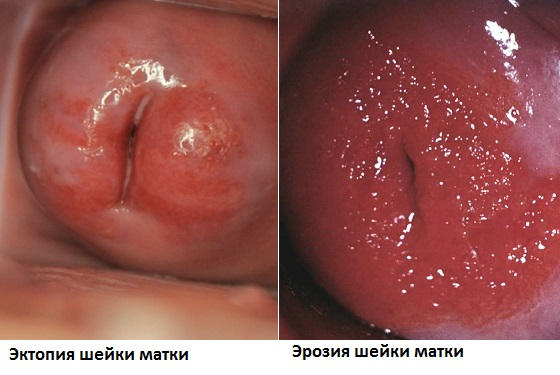 Эктопия шейки матки
Эрозия шейки матки